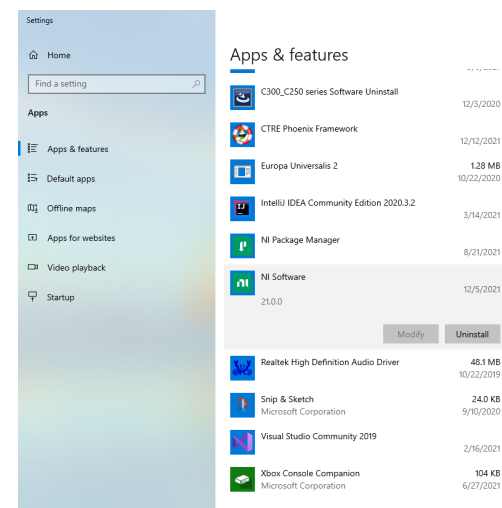 Settings
Home
Find a setting
Apps
Apps & features
Default apps
Offline maps
Apps for websites
Video playback
Startup
Apps & features
C300_C250 series Software Uninstall
12/3/2020
CTRE Phoenix Framework
12/12/2021
Europa Universalis 2
1.28 MB
10/22/2020
IntelliJ IDEA Community Edition 2020.3.2
3/14/2021
NI Package Manager
8/21/2021
NI Software
12/5/2021
21.0.0
Modify
Uninstall
Realtek High Definition Audio Driver
48.1 MB
10/22/2019
Snip & Sketch
24.0 KB
Microsoft Corporation
9/10/2020
Visual Studio Community 2019
2/16/2021
Xbox Console Companion
104 KB
Microsoft Corporation
6/27/2021